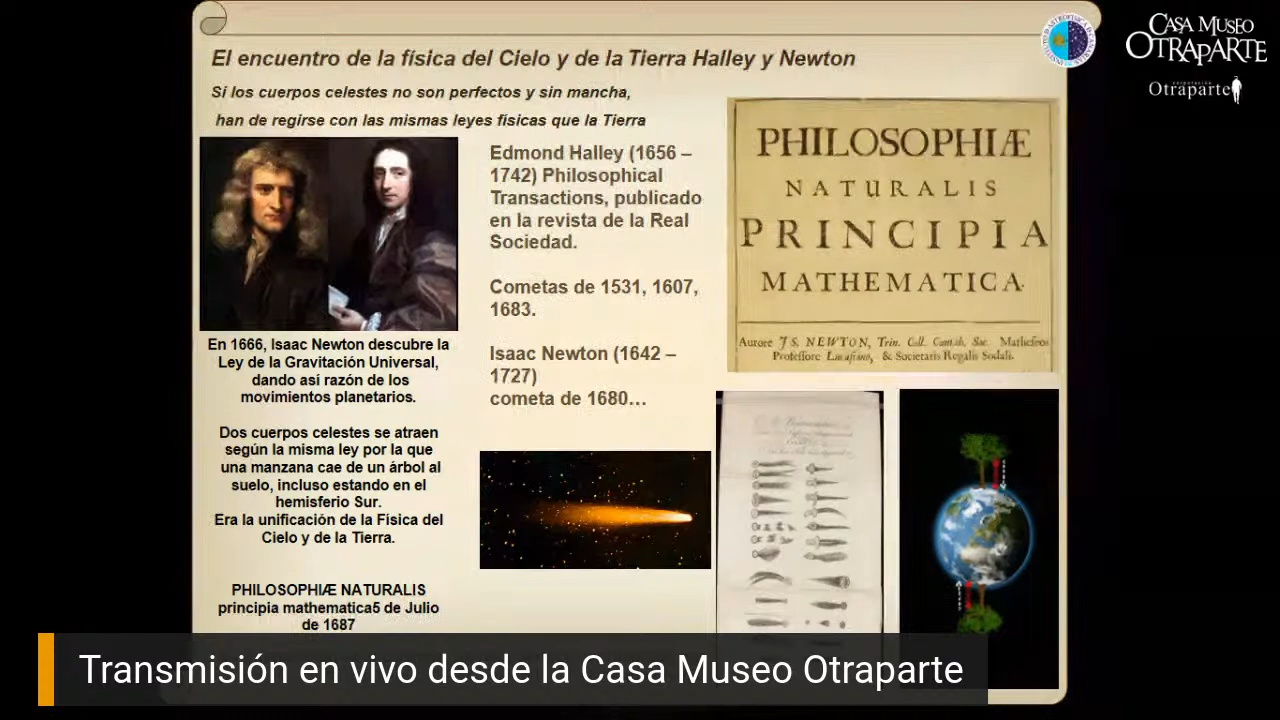 El encuentro de la física del Cielo y de la Tierra Halley y Newton
Si los cuerpos celestes no son perfectos y sin mancha,
han de regirse con las mismas leyes físicas que la Tierra
En 1666, Isaac Newton descubre la
Ley de la Gravitación Universal,
dando así razón de los
movimientos planetarios.
Dos cuerpos celestes se atraen
según la misma ley por la que
una manzana cae de un árbol al
suelo, incluso estando en el
hemisferio Sur.
Era la unificación de la Física del
Cielo y de la Tierra.
PHILOSOPHIÆ NATURALIS
principia mathematica5 de Julio
de 1687
Edmond Halley (1656 –
1742) Philosophical
Transactions, publicado
en la revista de la Real
Sociedad.
Cometas de 1531, 1607,
1683.
Isaac Newton (1642 –
1727)
cometa de 1680…
PHILOSOPHIÆ
NATURALIS
PRINCIPIA
MATHEMATICA.
Autore JS. NEWTON, Trin. Coll. Cantab. Soc. Matheseos
Professore Lucasiano, & Societatis Regalis Sodali.
CASA MUSEO
OTRAPARTE
Otraparte
Transmisión en vivo desde la Casa Museo Otraparte